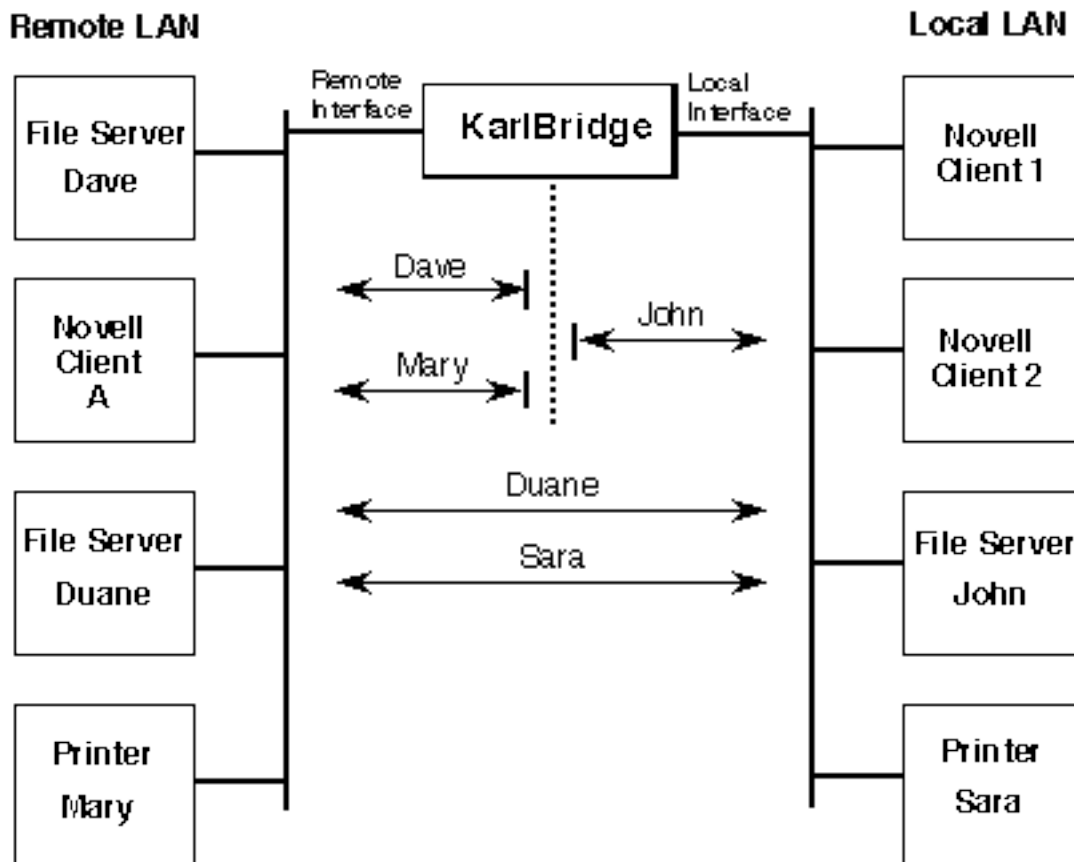 Remote LAN
Local LAN
Remote
Interface
KarlBridge
Local
Interface
File Server
Dave
Novell
Client 1
Dave
John
Novell
Client
A
Mary
Novell
Client 2
Duane
File Server
Duane
Sara
File Server
John
Printer
Mary
Printer
Sara